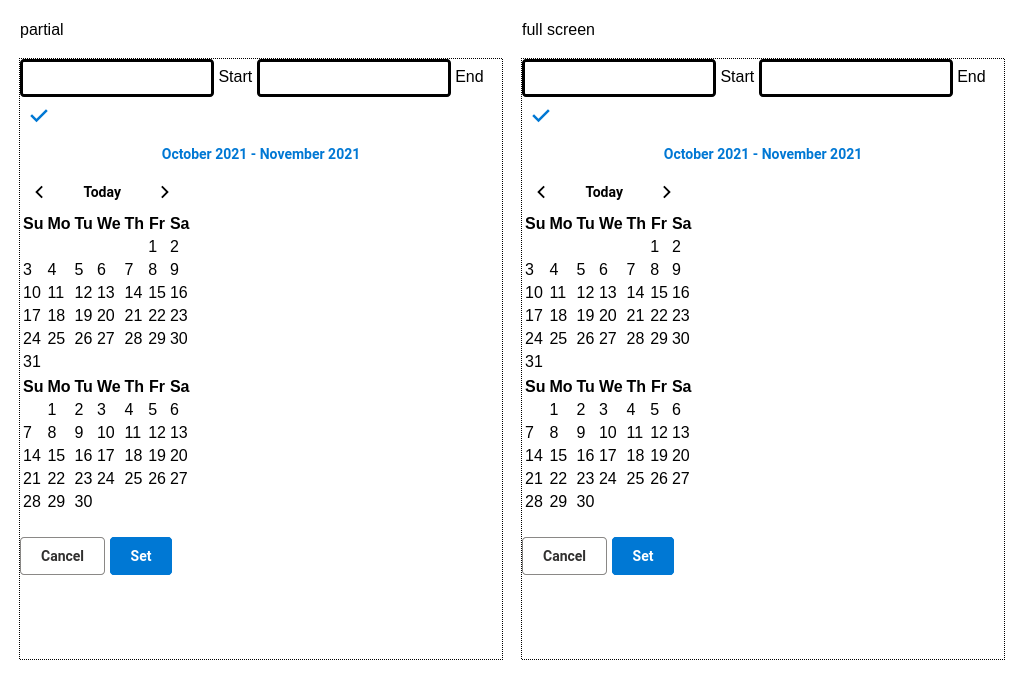 partial
Start End
October 2021 - November 2021
Today
Su Mo Tu We Th Fr Sa
1 2
3 4 5 6 7 8 9
10 11 12 13 14 15 16
17 18 19 20 21 22 23
24 25 26 27 28 29 30
31
Su Mo Tu We Th Fr Sa
1 2 3 4 5 6
7 8 9 10 11 12 13
14 15 16 17 18 19 20
21 22 23 24 25 26 27
28 29 30
Cancel Set
full screen
Start End
October 2021 - November 2021
Today
Su Mo Tu We Th Fr Sa
1 2
3 4 5 6 7 8 9
10 11 12 13 14 15 16
17 18 19 20 21 22 23
24 25 26 27 28 29 30
31
Su Mo Tu We Th Fr Sa
1 2 3 4 5 6
7 8 9 10 11 12 13
14 15 16 17 18 19 20
21 22 23 24 25 26 27
28 29 30
Cancel Set